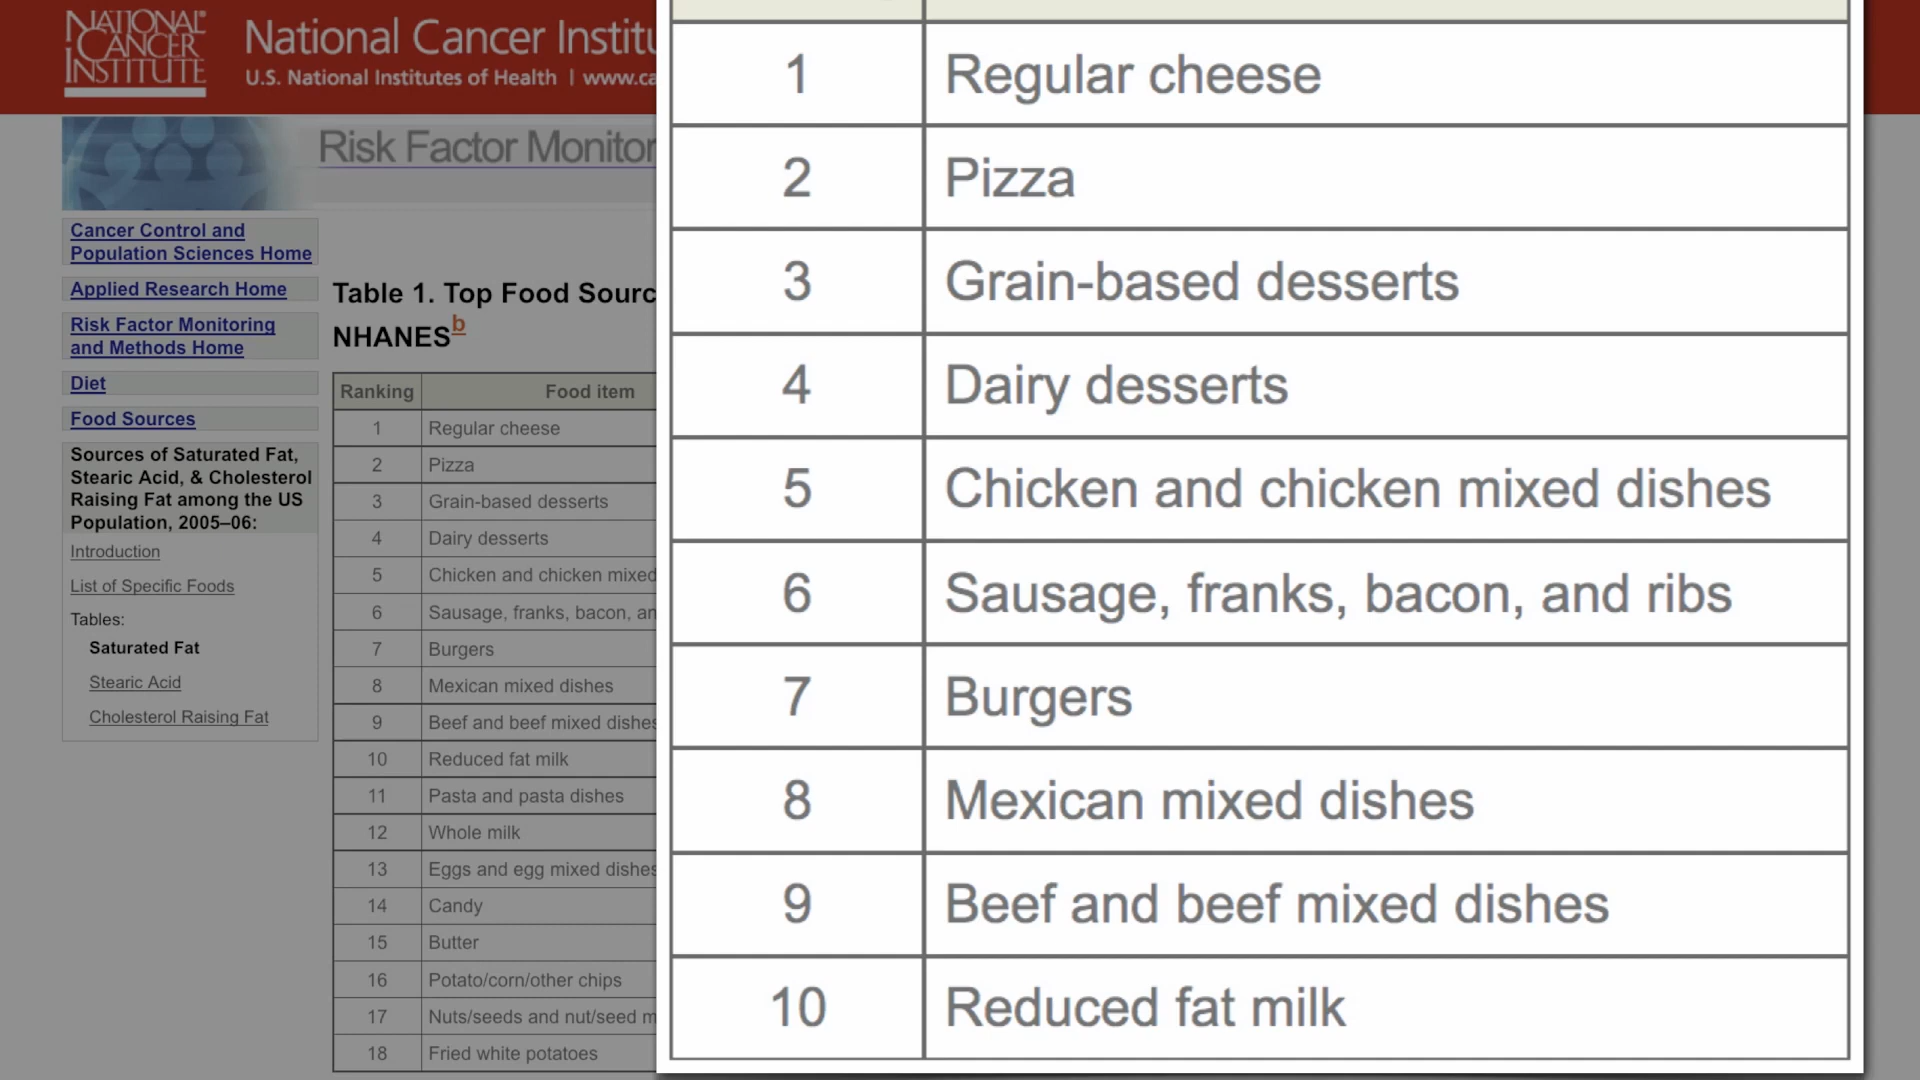 NATIONAL
CANCER
INSTITUTE
National Cancer Institu
U.S. National Institutes of Health | www.ca
Risk Factor Monitor
Cancer Control and
Population Sciences Home
Applied Research Home
Risk Factor Monitoring
and Methods Home
Diet
Food Sources
Sources of Saturated Fat,
Stearic Acid, & Cholesterol
Raising Fat among the US
Population, 2005–06:
Introduction
List of Specific Foods
Tables:
Saturated Fat
Stearic Acid
Cholesterol Raising Fat
Table 1. Top Food Sourc
NHANESb
Ranking Food item
1 Regular cheese
2 Pizza
3 Grain-based desserts
4 Dairy desserts
5 Chicken and chicken mixed
6 Sausage, franks, bacon, an
7 Burgers
8 Mexican mixed dishes
9 Beef and beef mixed dishes
10 Reduced fat milk
11 Pasta and pasta dishes
12 Whole milk
13 Eggs and egg mixed dishes
14 Candy
15 Butter
16 Potato/corn/other chips
17 Nuts/seeds and nut/seed m
18 Fried white potatoes
1 Regular cheese
2 Pizza
3 Grain-based desserts
4 Dairy desserts
5 Chicken and chicken mixed dishes
6 Sausage, franks, bacon, and ribs
7 Burgers
8 Mexican mixed dishes
9 Beef and beef mixed dishes
10 Reduced fat milk